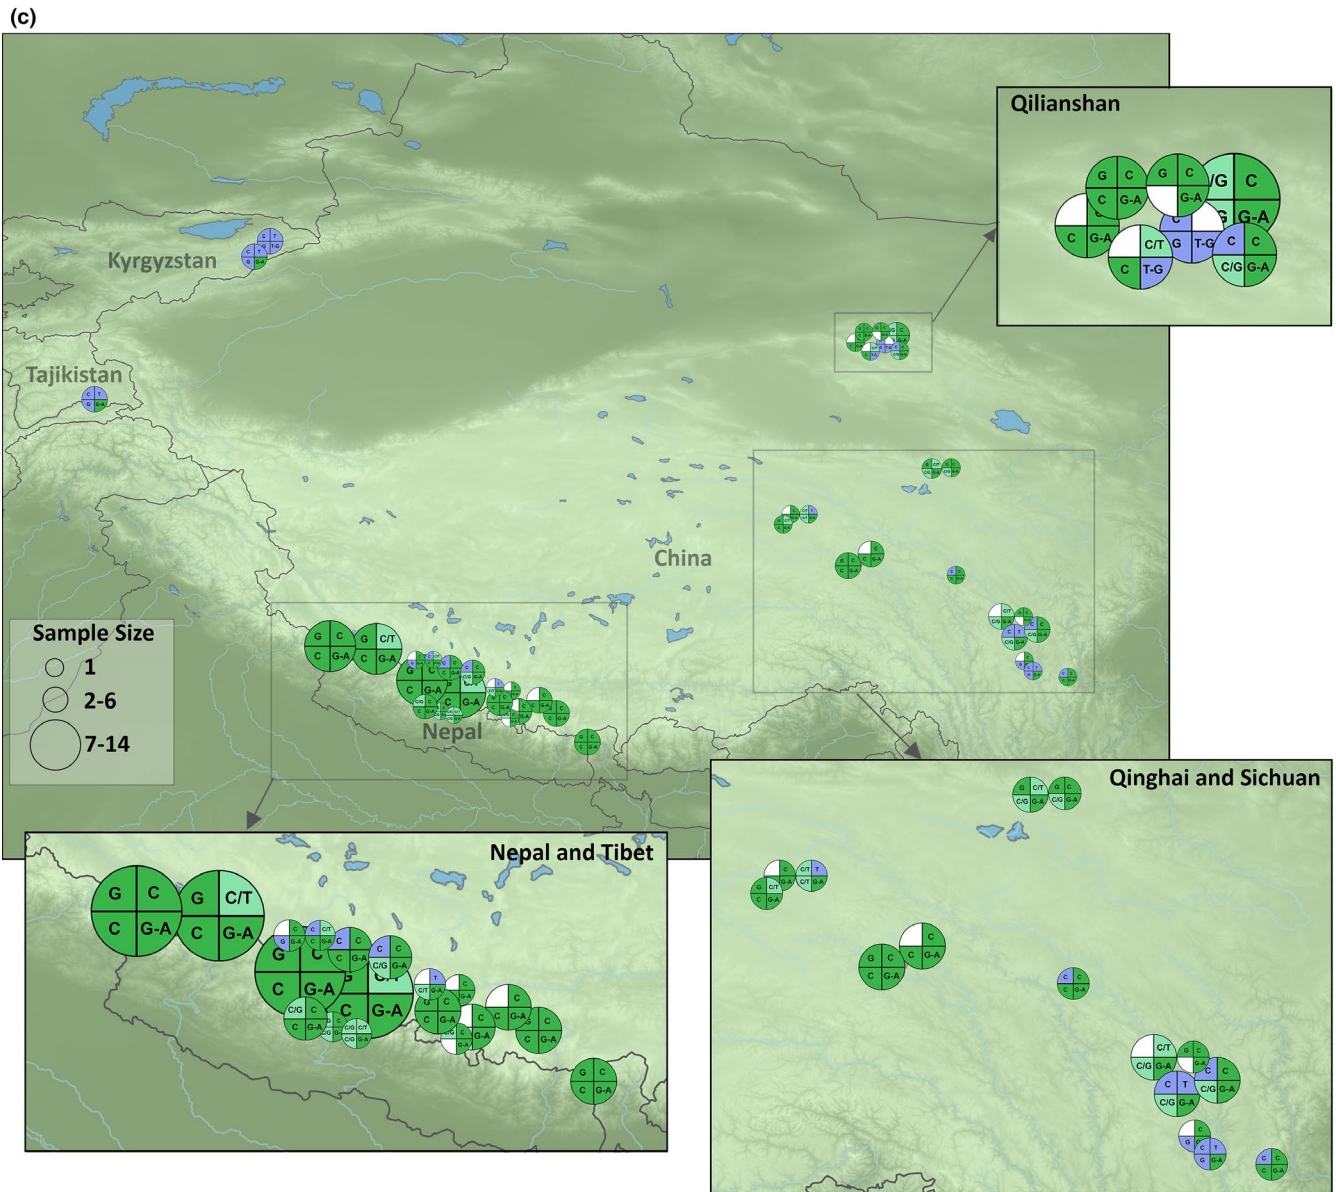 (c)
Qilianshan
G C
C G-A
G C
G-A
/G C
G G-A
C G-A
C/T
C T-G
C
G T-G
C C
C/G G-A
Kyrgyzstan
C T
G T-G
C T
G G-A
Tajikistan
C T
G G-A
China
Sample Size
1
2-6
7-14
G C
C G-A
G C/T
C G-A
Nepal
Nepal and Tibet
G C
C G-A
G C/T
C G-A
C
G G-A
C C/T
C G-A
C C
C G-A
C C
C/G G-A
G C
C G-A
C/T
C G-A
C/G C
C G-A
C/G C/T
C/G G-A
T
C/T G-A
C
G C
C G-A
C
G-A
C
C G-A
G C
C G-A
G C
C G-A
Qinghai and Sichuan
G C/T
C/G G-A
G C
C/G G-A
C
G-A
C/T T
C/T G-A
G C/T
C G-A
C
C G-A
G C
C G-A
C C
C G-A
C/T
C/G G-A
G C
G-A
C C
C/G G-A
C T
C/G G-A
C
G
C T
G G-A
C C
C G-A